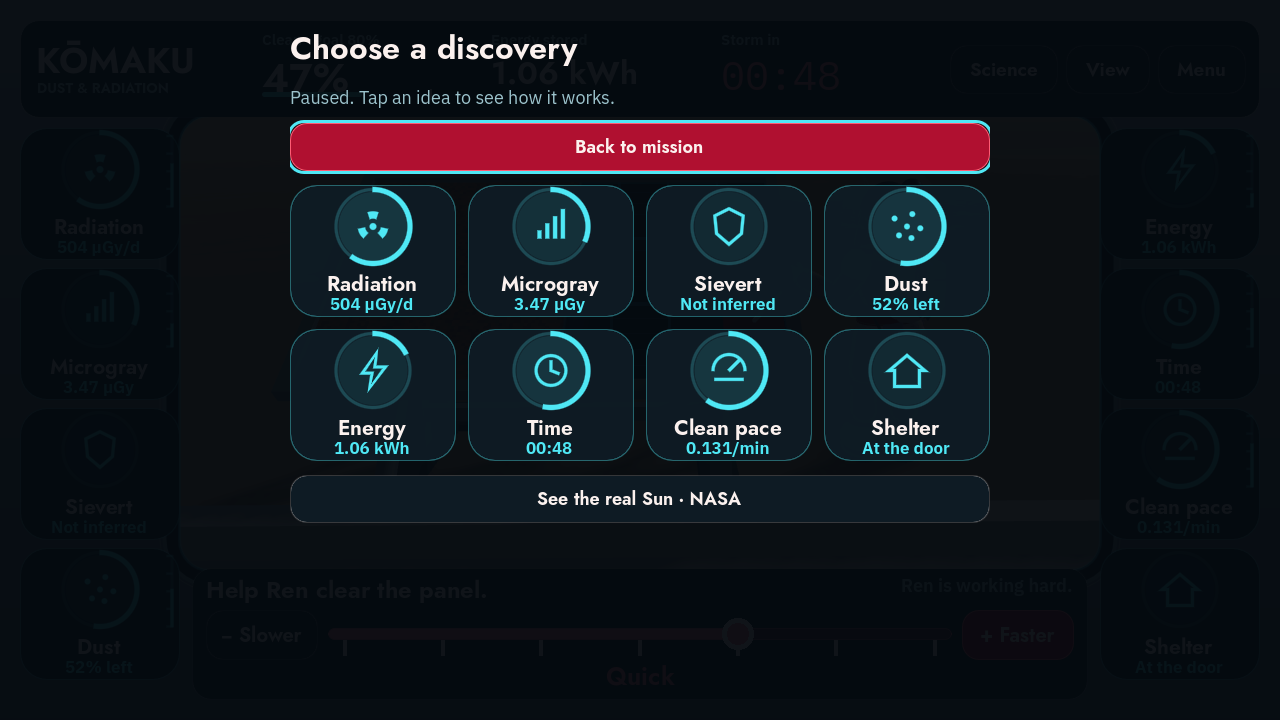 Choose a discovery
Paused. Tap an idea to see how it works.
Back to mission
Radiation
504 μGy/d
Microgray
3.47 μGy
Sievert
Not inferred
Dust
52% left
Energy
1.06 kWh
Time
00:48
Clean pace
0.131/min
Shelter
At the door
See the real Sun · NASA
KŌMAKU
DUST & RADIATION
47%
1.06 kWh
Storm in
00:48
Science
View
Menu
Radiation
504 μGy/d
Microgray
3.47 μGy
Sievert
Not inferred
Dust
52% left
Energy
1.06 kWh
Time
00:48
Clean pace
0.131/min
Shelter
At the door
Help Ren clear the panel.
Ren is working hard.
– Slower
+ Faster
Quick